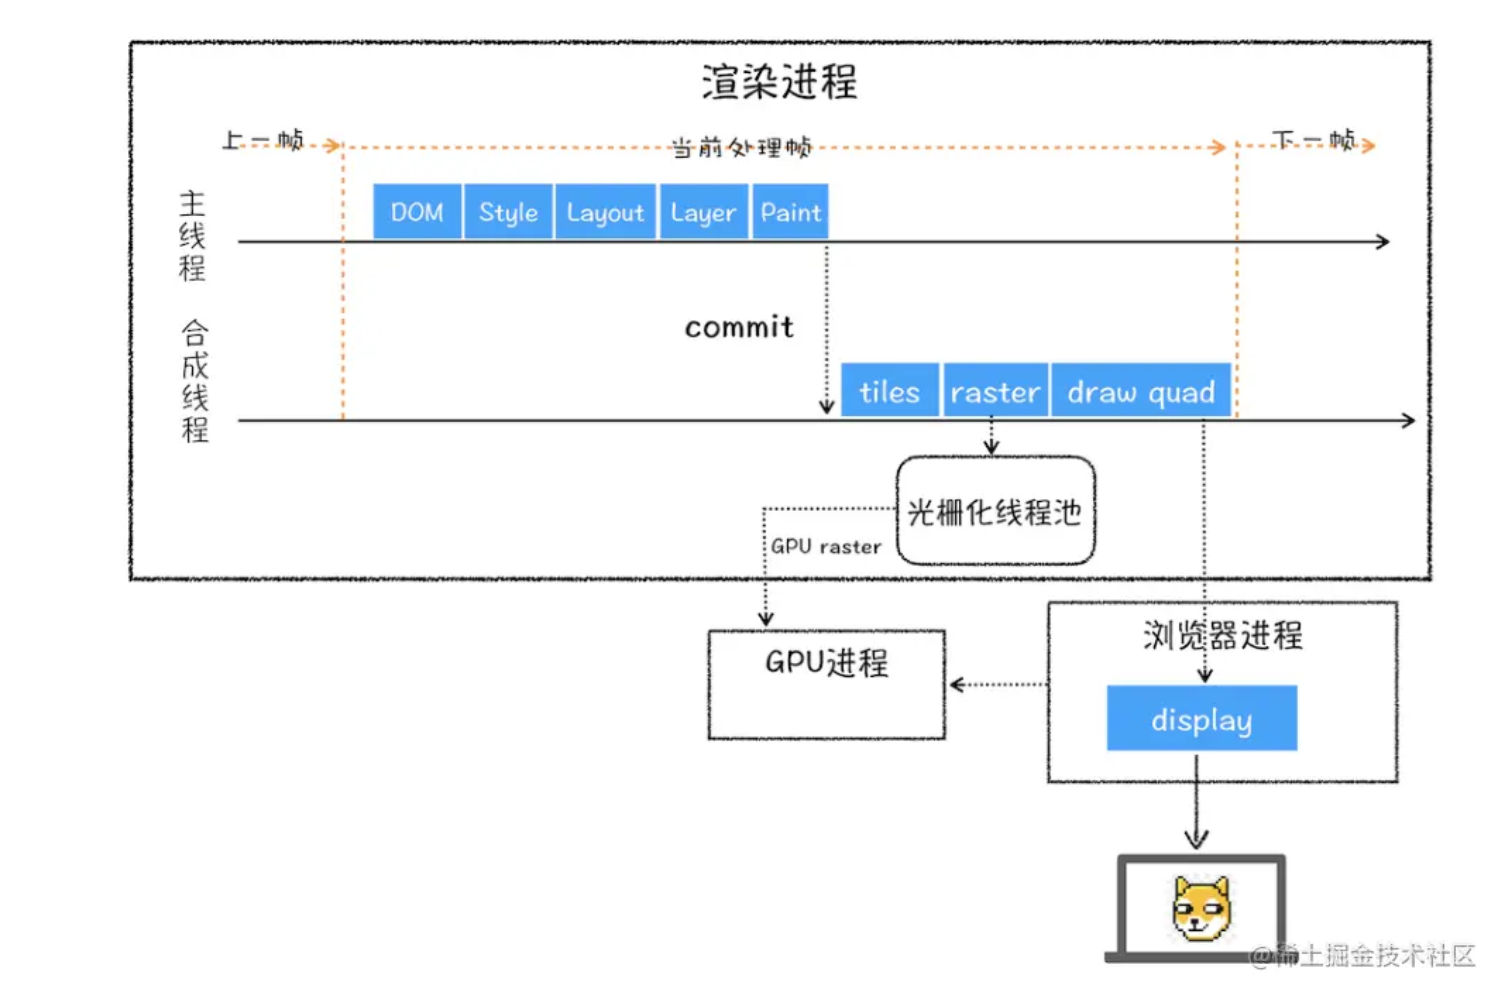 渲染进程
上一帧
当前处理帧
下一帧
主线程
DOM
Style
Layout
Layer
Paint
commit
合成线程
tiles
raster
draw quad
光栅化线程池
GPU raster
GPU进程
浏览器进程
display
@稀土掘金技术社区